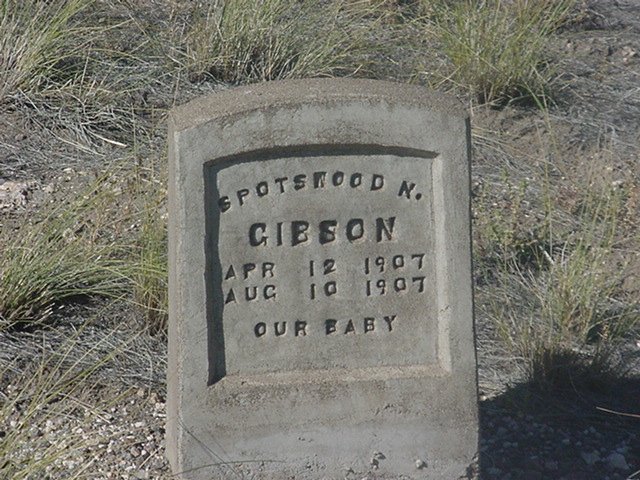 SPOTSWOOD N.
GIBSON
APR 12 1907
AUG 10 1907
OUR BABY